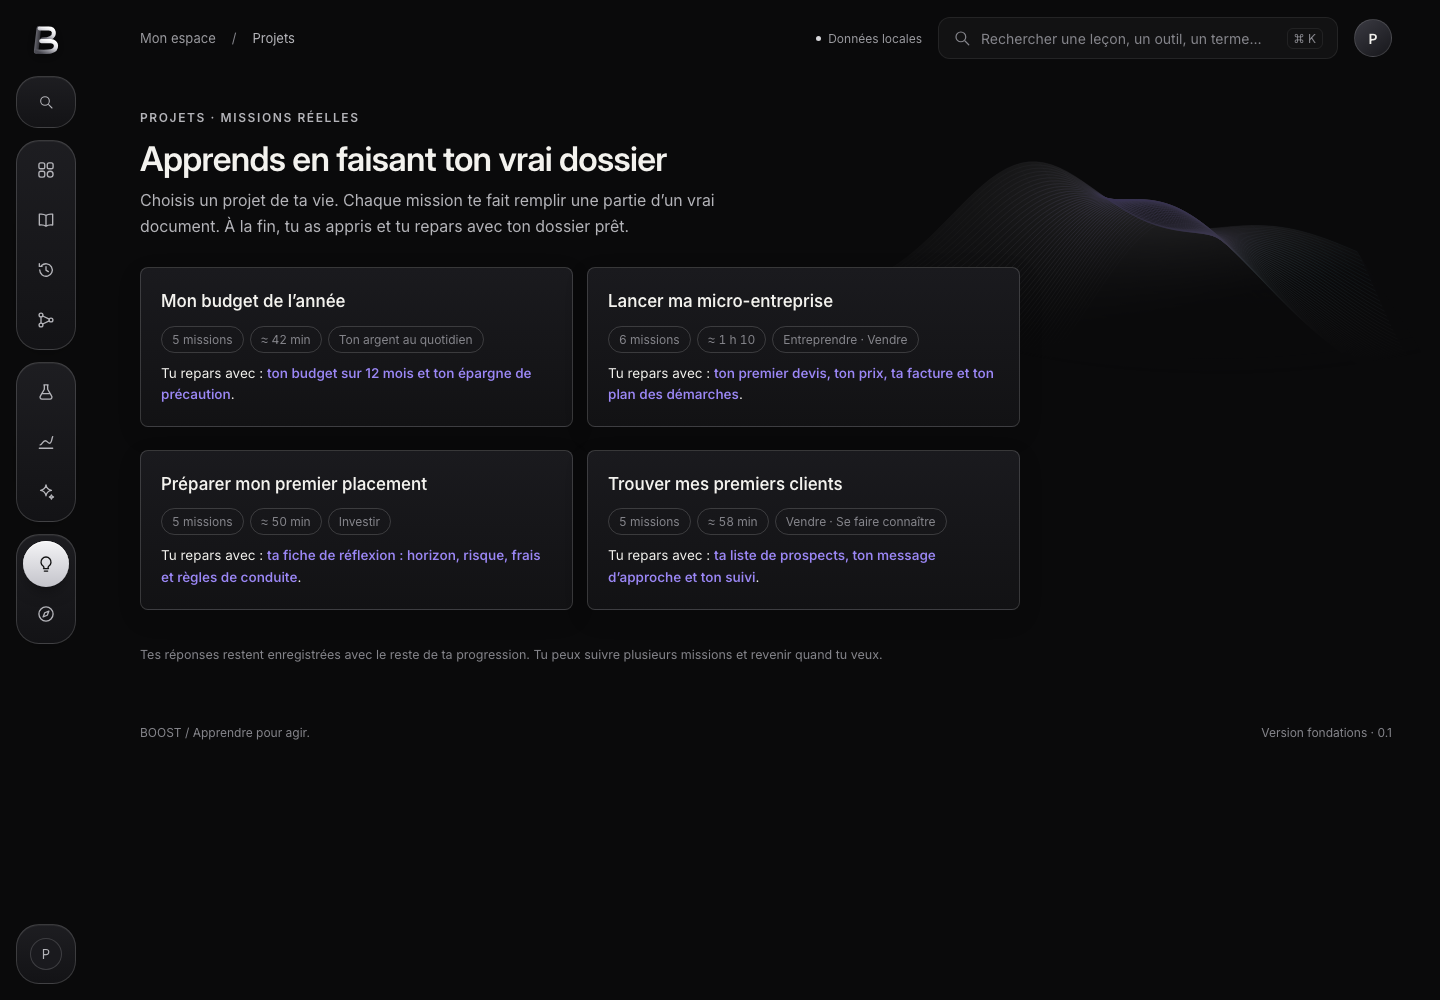 B
Mon espace / Projets
Données locales
Rechercher une leçon, un outil, un terme…
⌘ K
P
PROJETS · MISSIONS RÉELLES
Apprends en faisant ton vrai dossier
Choisis un projet de ta vie. Chaque mission te fait remplir une partie d’un vrai
document. À la fin, tu as appris et tu repars avec ton dossier prêt.
Mon budget de l’année
5 missions
≈ 42 min
Ton argent au quotidien
Tu repars avec : ton budget sur 12 mois et ton épargne de
précaution.
Lancer ma micro-entreprise
6 missions
≈ 1 h 10
Entreprendre · Vendre
Tu repars avec : ton premier devis, ton prix, ta facture et ton
plan des démarches.
Préparer mon premier placement
5 missions
≈ 50 min
Investir
Tu repars avec : ta fiche de réflexion : horizon, risque, frais
et règles de conduite.
Trouver mes premiers clients
5 missions
≈ 58 min
Vendre · Se faire connaître
Tu repars avec : ta liste de prospects, ton message
d’approche et ton suivi.
Tes réponses restent enregistrées avec le reste de ta progression. Tu peux suivre plusieurs missions et revenir quand tu veux.
BOOST / Apprendre pour agir.
Version fondations · 0.1
P